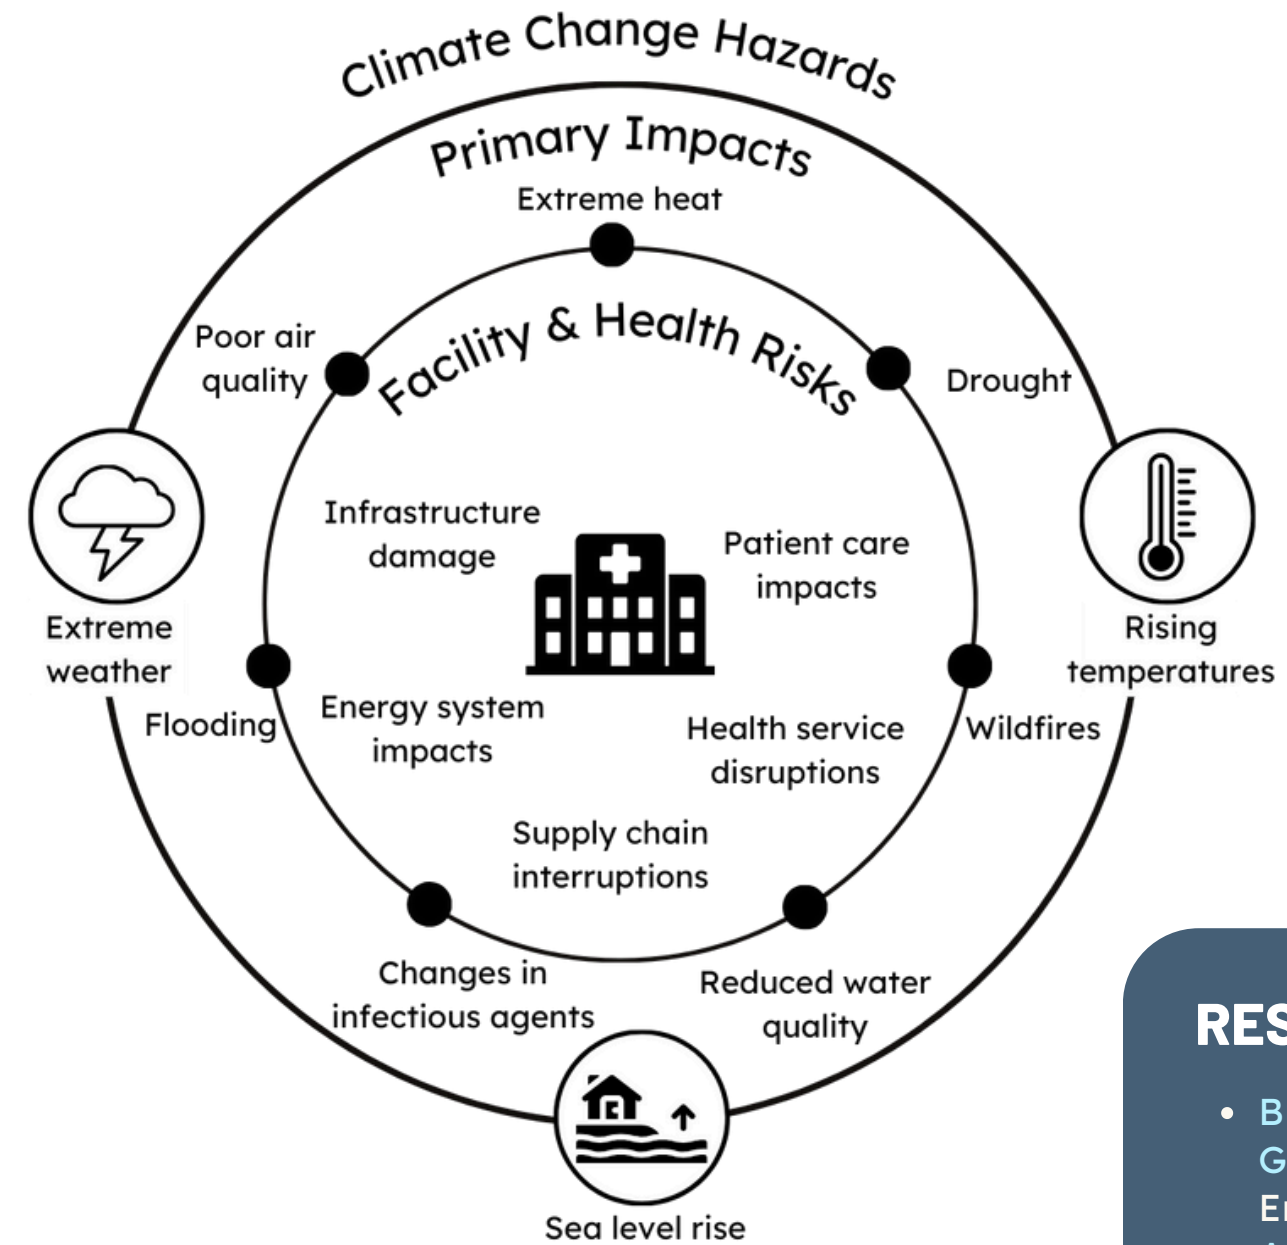 Climate Change Hazards
Primary Impacts
Extreme heat
Poor air
quality
Drought
Facility & Health Risks
Infrastructure
damage
Patient care
impacts
Extreme
weather
Rising
temperatures
Flooding
Energy system
impacts
Health service
disruptions
Wildfires
Supply chain
interruptions
Changes in
infectious agents
Reduced water
quality
Sea level rise
RES
• B
G